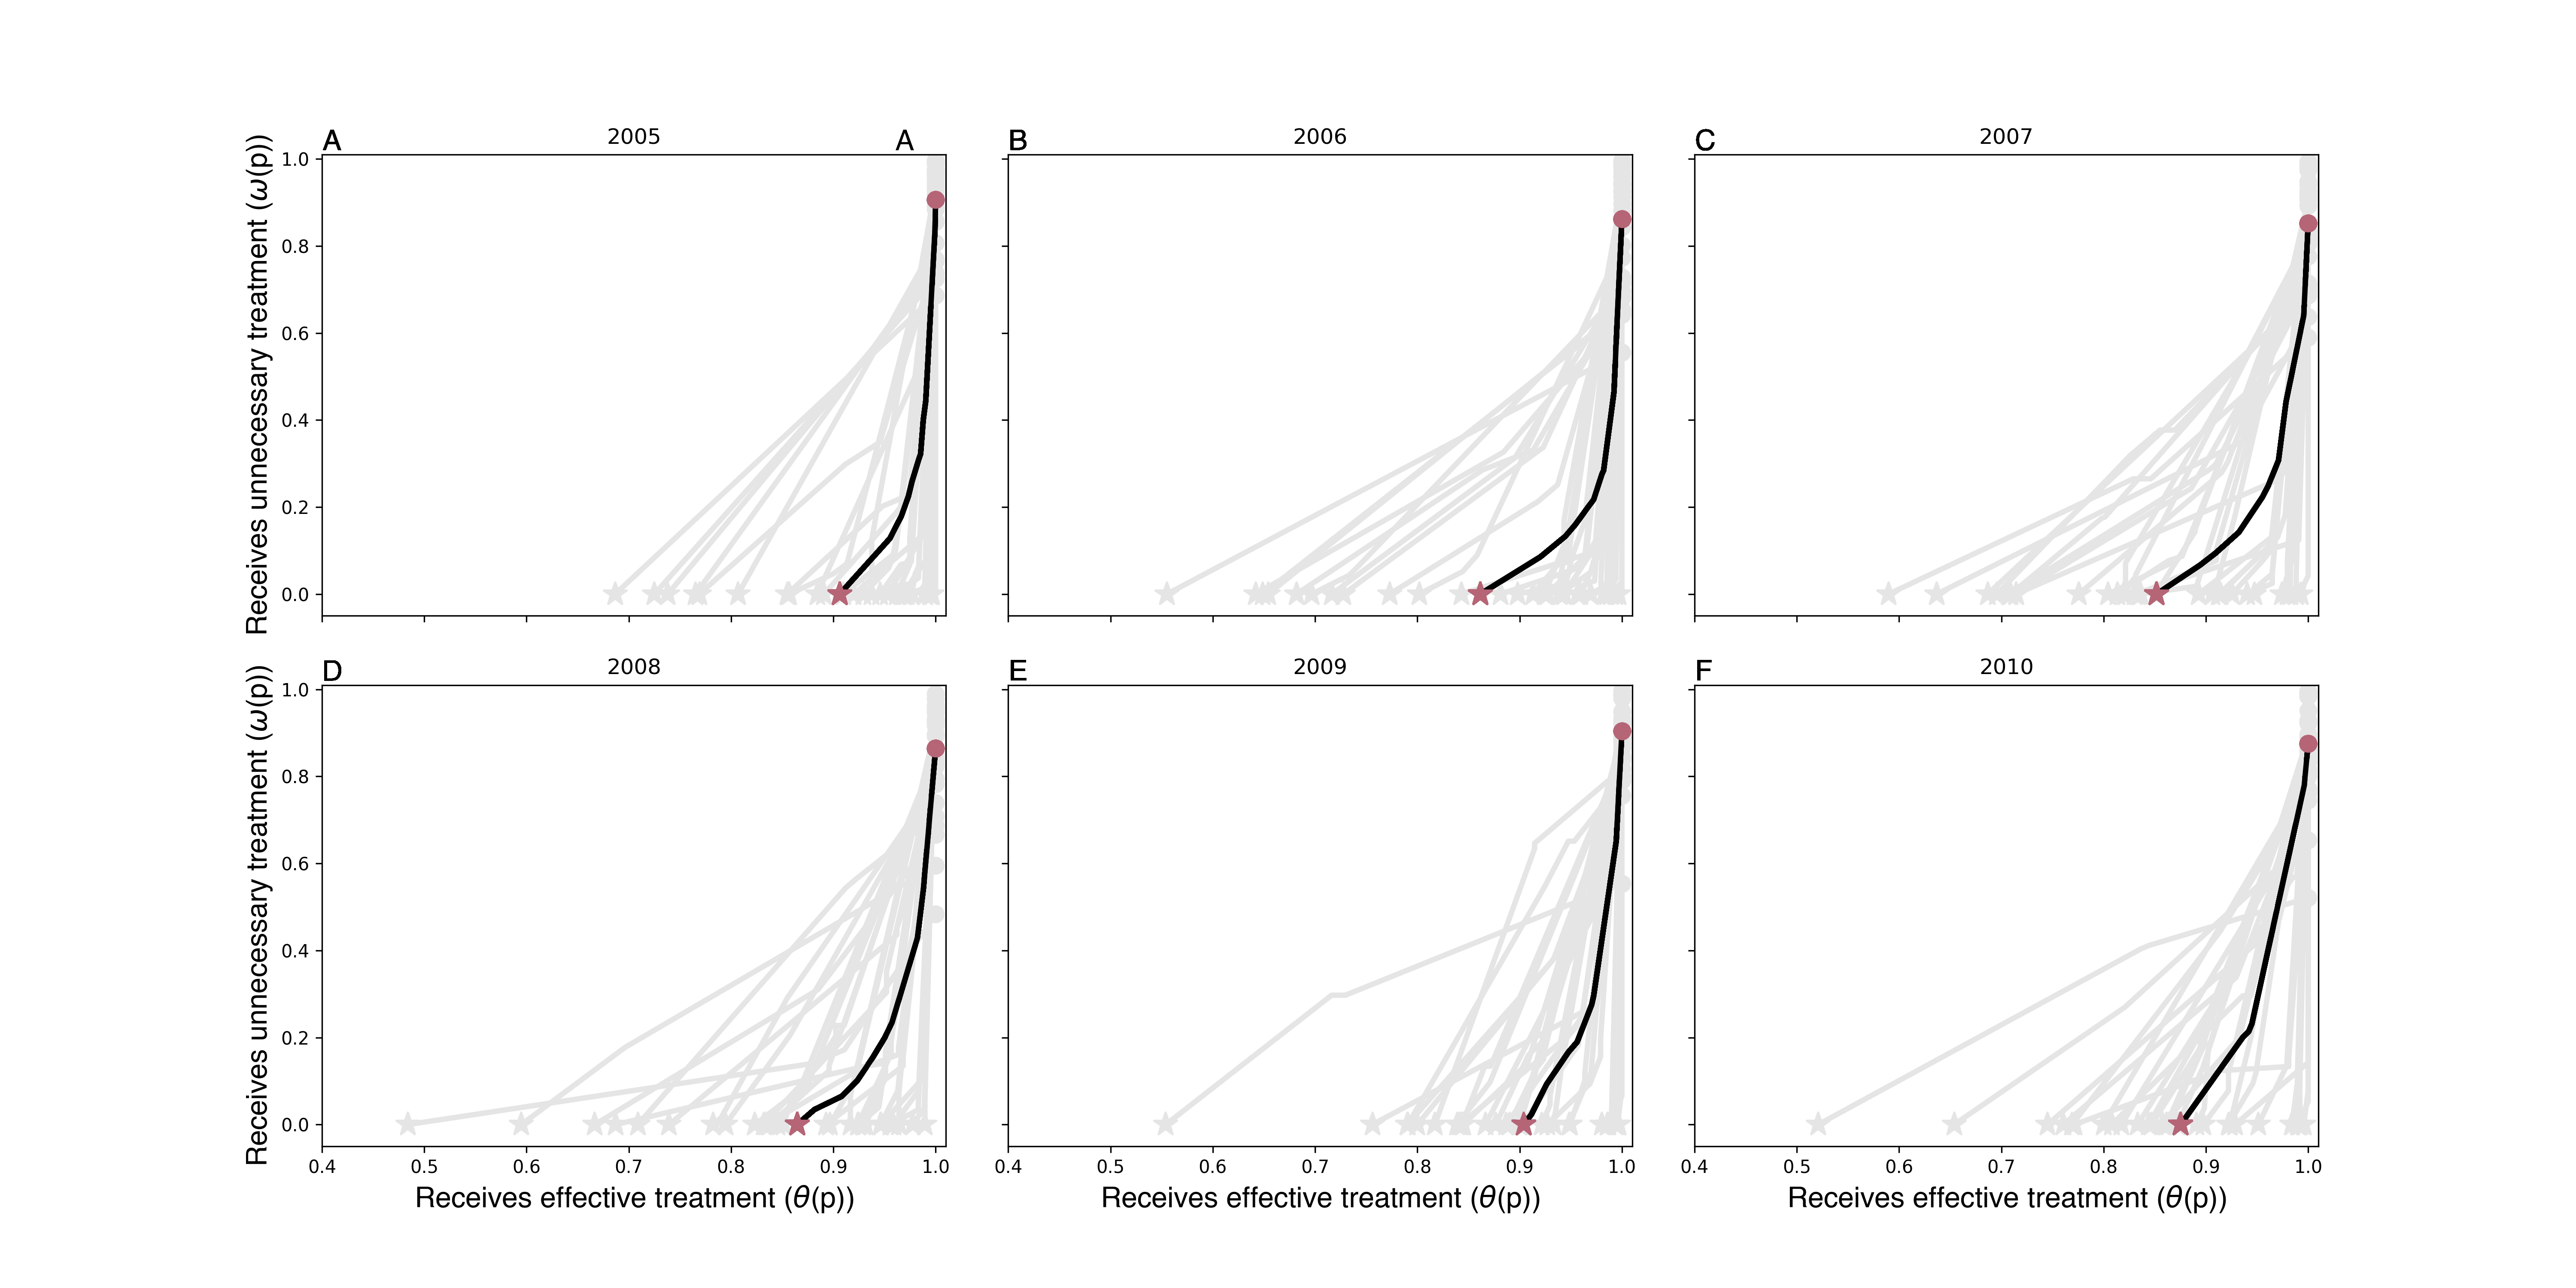 A 2005 A
B 2006
C 2007
Receives unnecessary treatment (ω(p))
1.0
0.8
0.6
0.4
0.2
0.0
D 2008
E 2009
F 2010
Receives unnecessary treatment (ω(p))
1.0
0.8
0.6
0.4
0.2
0.0
0.4 0.5 0.6 0.7 0.8 0.9 1.0
0.4 0.5 0.6 0.7 0.8 0.9 1.0
0.4 0.5 0.6 0.7 0.8 0.9 1.0
Receives effective treatment (θ(p))
Receives effective treatment (θ(p))
Receives effective treatment (θ(p))